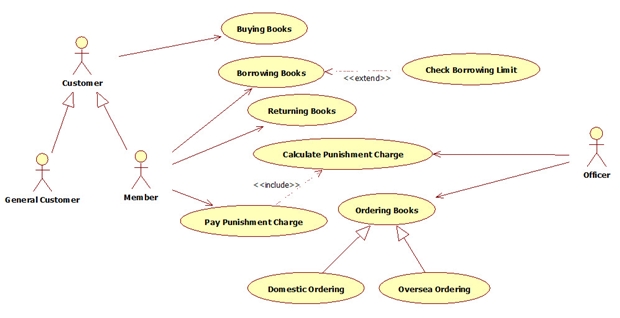 Buying Books
Customer
Borrowing Books
<<extend>>
Check Borrowing Limit
Returning Books
Calculate Punishment Charge
Officer
General Customer
Member
<<include>>
Pay Punishment Charge
Ordering Books
Domestic Ordering
Oversea Ordering